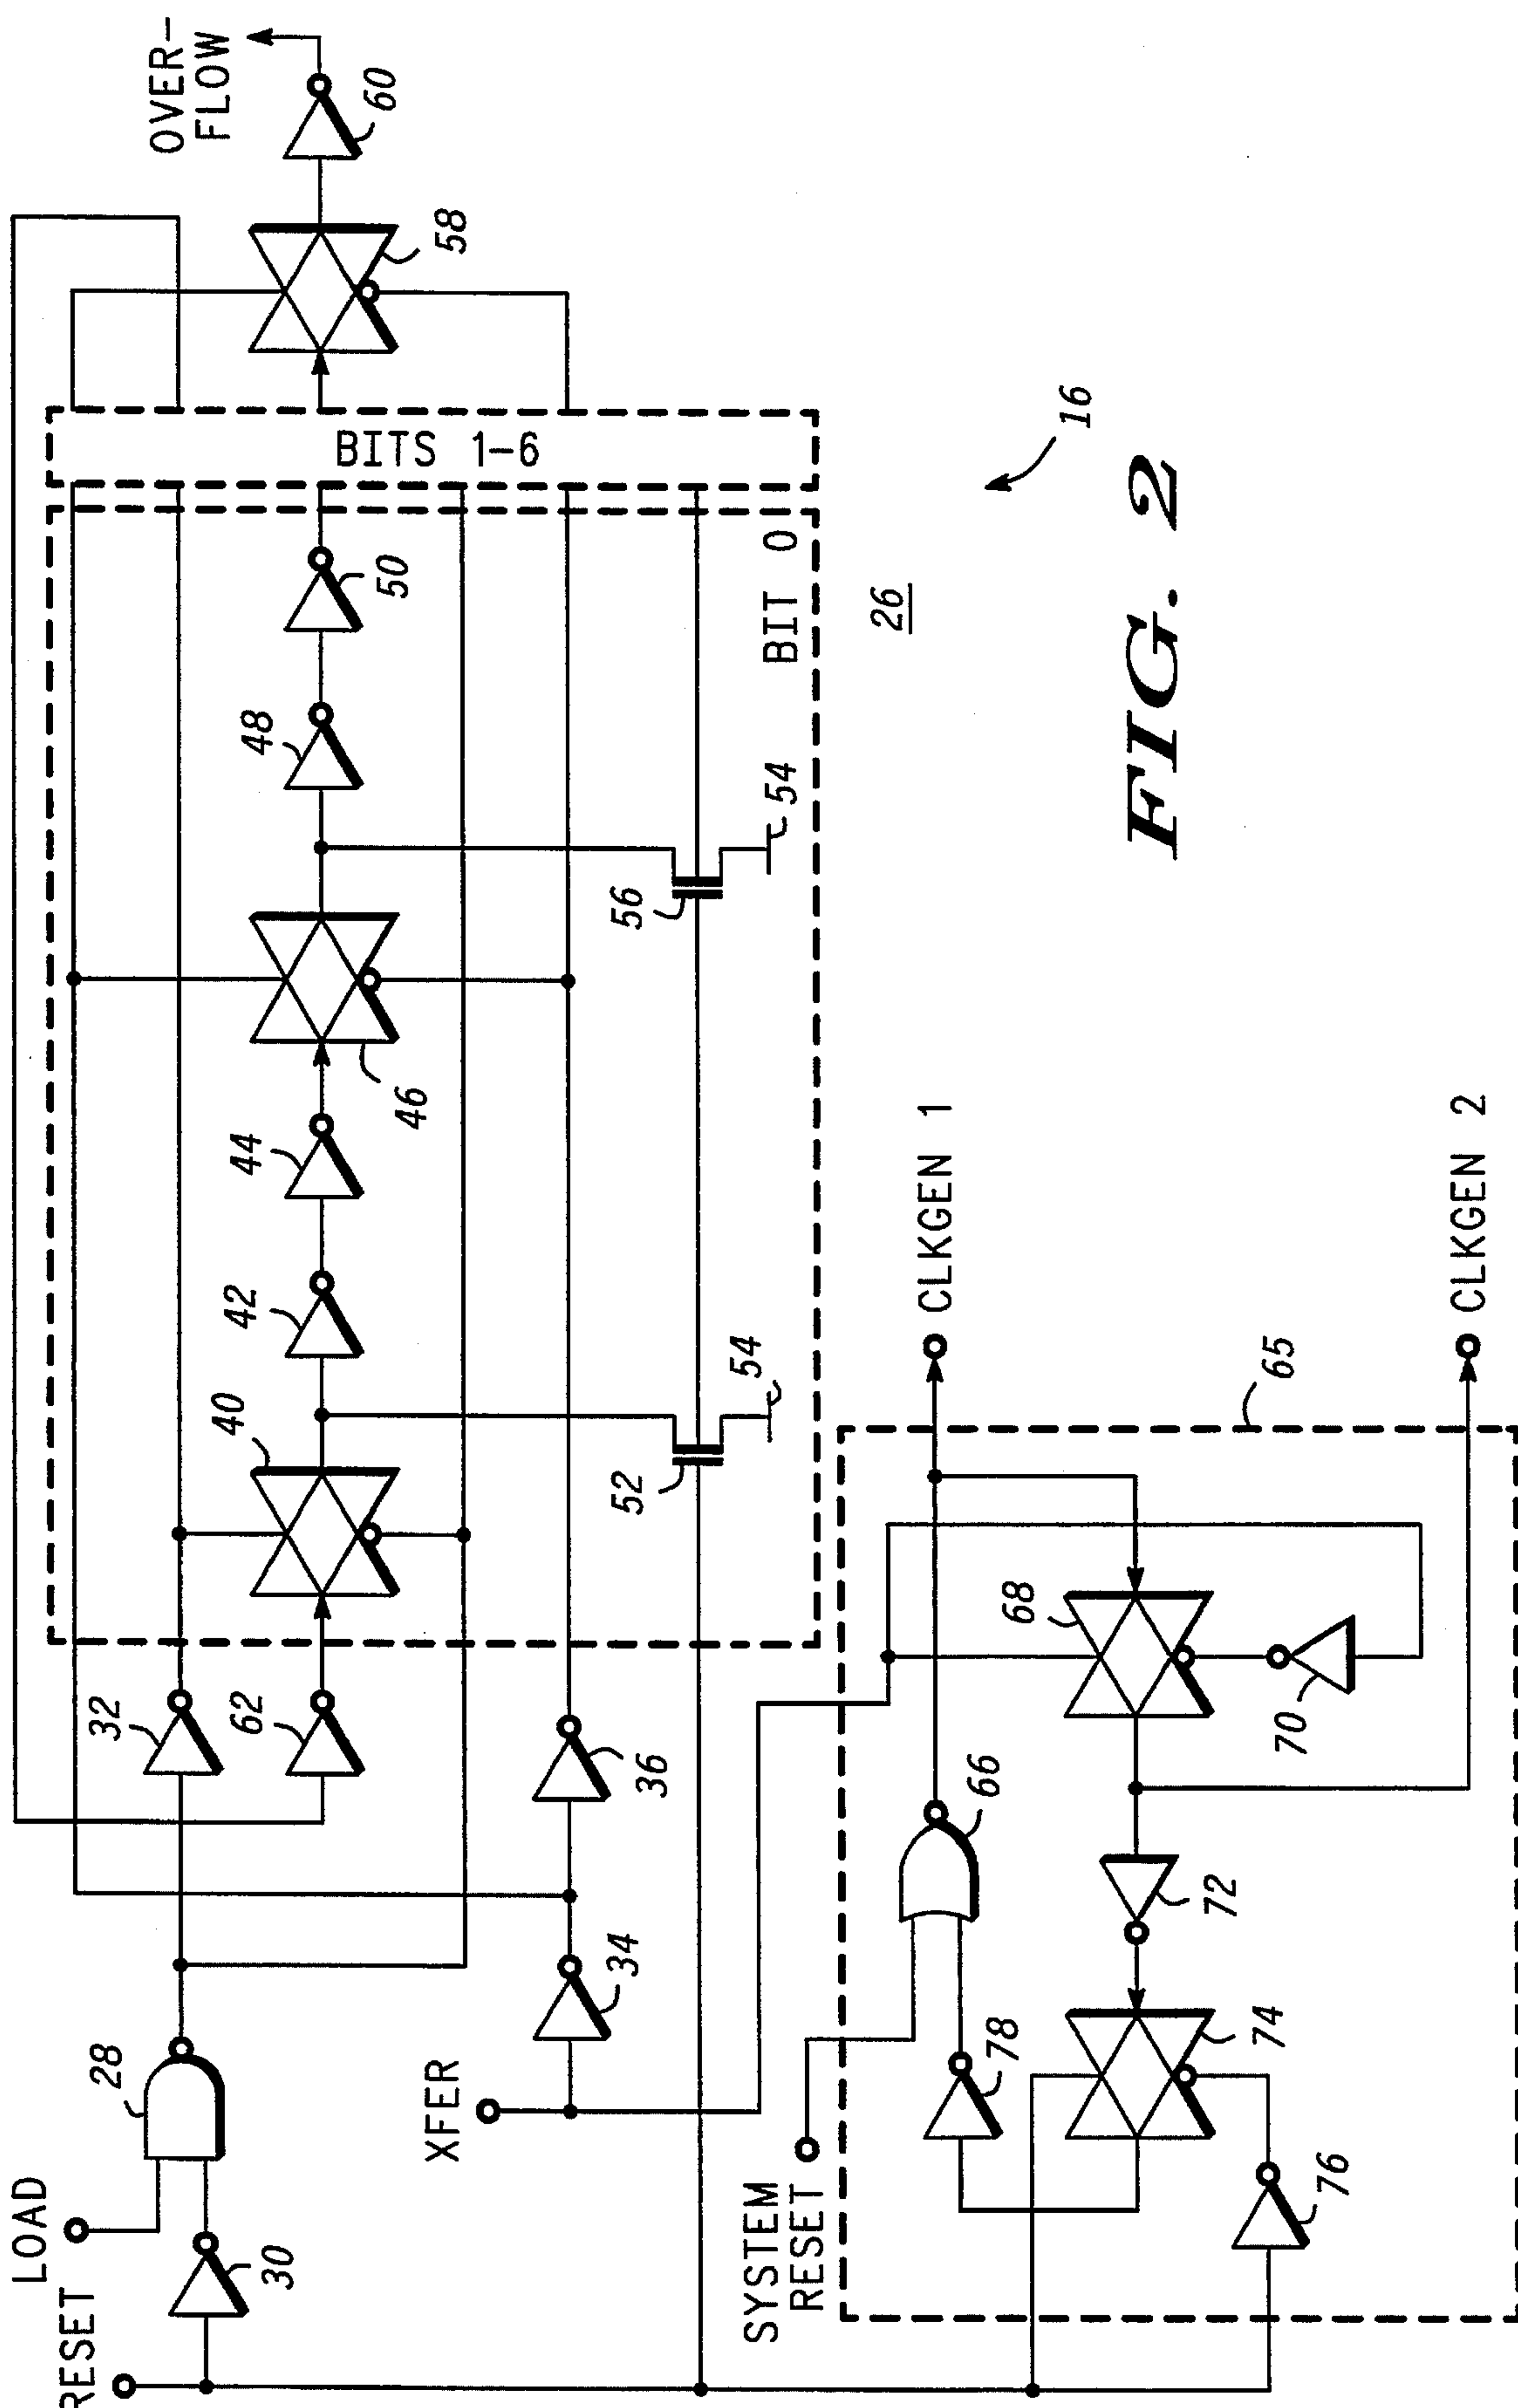 OVER-
FLOW
60
58
BITS 1-6
50
48
BIT 0
54
56
46
44
42
40
54
52
32
62
36
34
28
LOAD
30
RESET
XFER
26
16
FIG. 2
CLKGEN 1
CLKGEN 2
65
68
70
66
72
74
78
76
SYSTEM
RESET